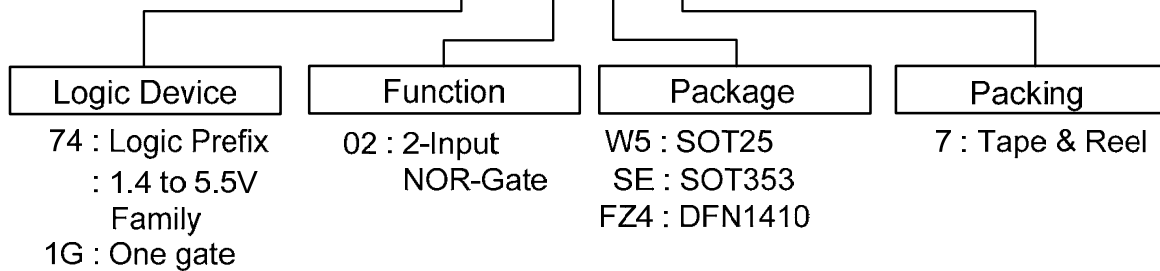 Logic Device
74 : Logic Prefix
: 1.4 to 5.5V
Family
1G : One gate
Function
02 : 2-Input
NOR-Gate
Package
W5 : SOT25
SE : SOT353
FZ4 : DFN1410
Packing
7 : Tape & Reel